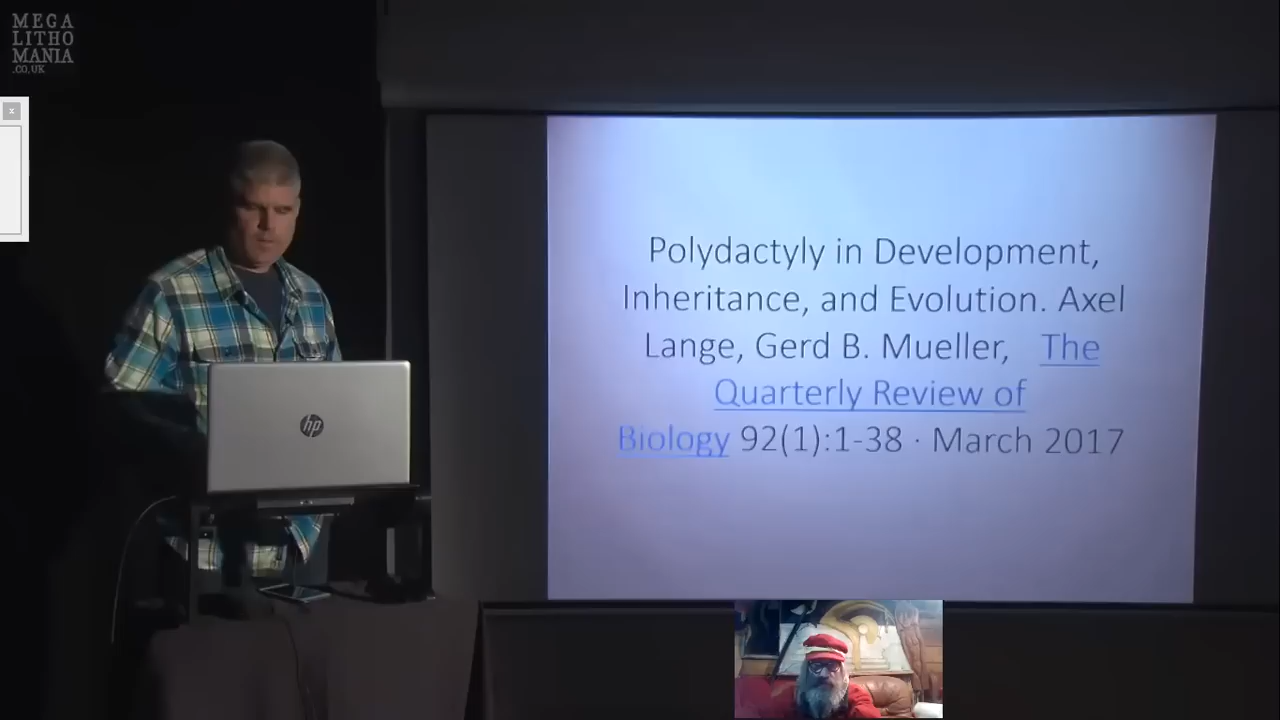 MEGA
LITHO
MANIA
.CO.UK
x
Polydactyly in Development,
Inheritance, and Evolution. Axel
Lange, Gerd B. Mueller, The
Quarterly Review of
Biology 92(1):1-38 · March 2017
hp